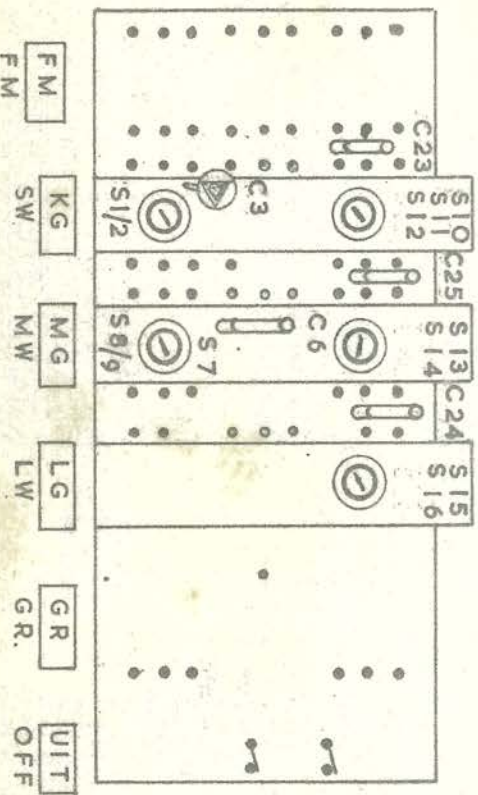 C23
S10
S11
S12
C25
S13
S14
C24
S15
S16
C3
C6
S7
S1/2
S8/9
FM KG MG LG GR UIT
FM SW MW LW GR. OFF